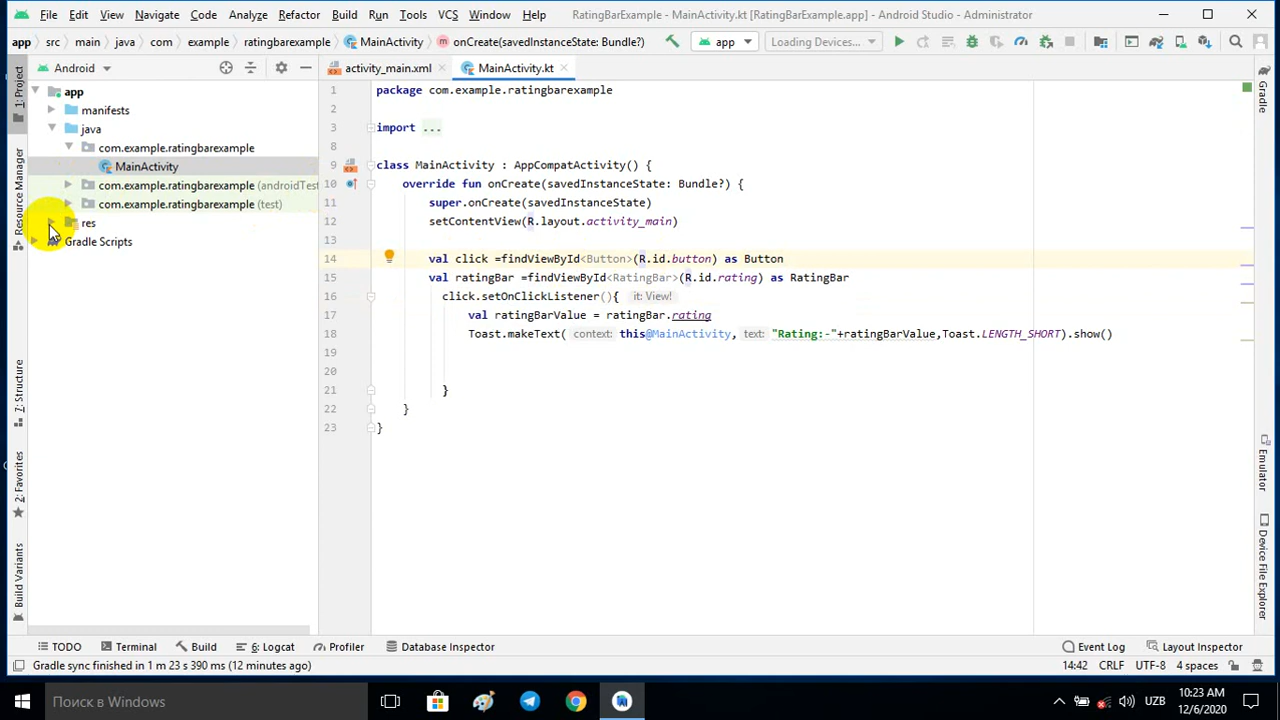 File Edit View Navigate Code Analyze Refactor Build Run Tools VCS Window Help RatingBarExample - MainActivity.kt [RatingBarExample.app] - Android Studio - Administrator
app src main java com example ratingbarexample MainActivity onCreate(savedInstanceState: Bundle?) app Loading Devices...
Android activity_main.xml MainActivity.kt
1: Project
Resource Manager
7: Structure
2: Favorites
Build Variants
app
manifests
java
com.example.ratingbarexample
MainActivity
com.example.ratingbarexample (androidTest
com.example.ratingbarexample (test)
res
Gradle Scripts
1 package com.example.ratingbarexample
2
3 import ...
8
9 class MainActivity : AppCompatActivity() {
10 override fun onCreate(savedInstanceState: Bundle?) {
11 super.onCreate(savedInstanceState)
12 setContentView(R.layout.activity_main)
13
14 val click =findViewById<Button>(R.id.button) as Button
15 val ratingBar =findViewById<RatingBar>(R.id.rating) as RatingBar
16 click.setOnClickListener(){ it: View!
17 val ratingBarValue = ratingBar.rating
18 Toast.makeText( context: this@MainActivity, text: "Rating:-"+ratingBarValue,Toast.LENGTH_SHORT).show()
19
20
21 }
22 }
23 }
Gradle
Emulator
Device File Explorer
TODO Terminal Build 6: Logcat Profiler Database Inspector Event Log Layout Inspector
Gradle sync finished in 1 m 23 s 390 ms (12 minutes ago) 14:42 CRLF UTF-8 4 spaces
Поиск в Windows UZB 10:23 AM
12/6/2020